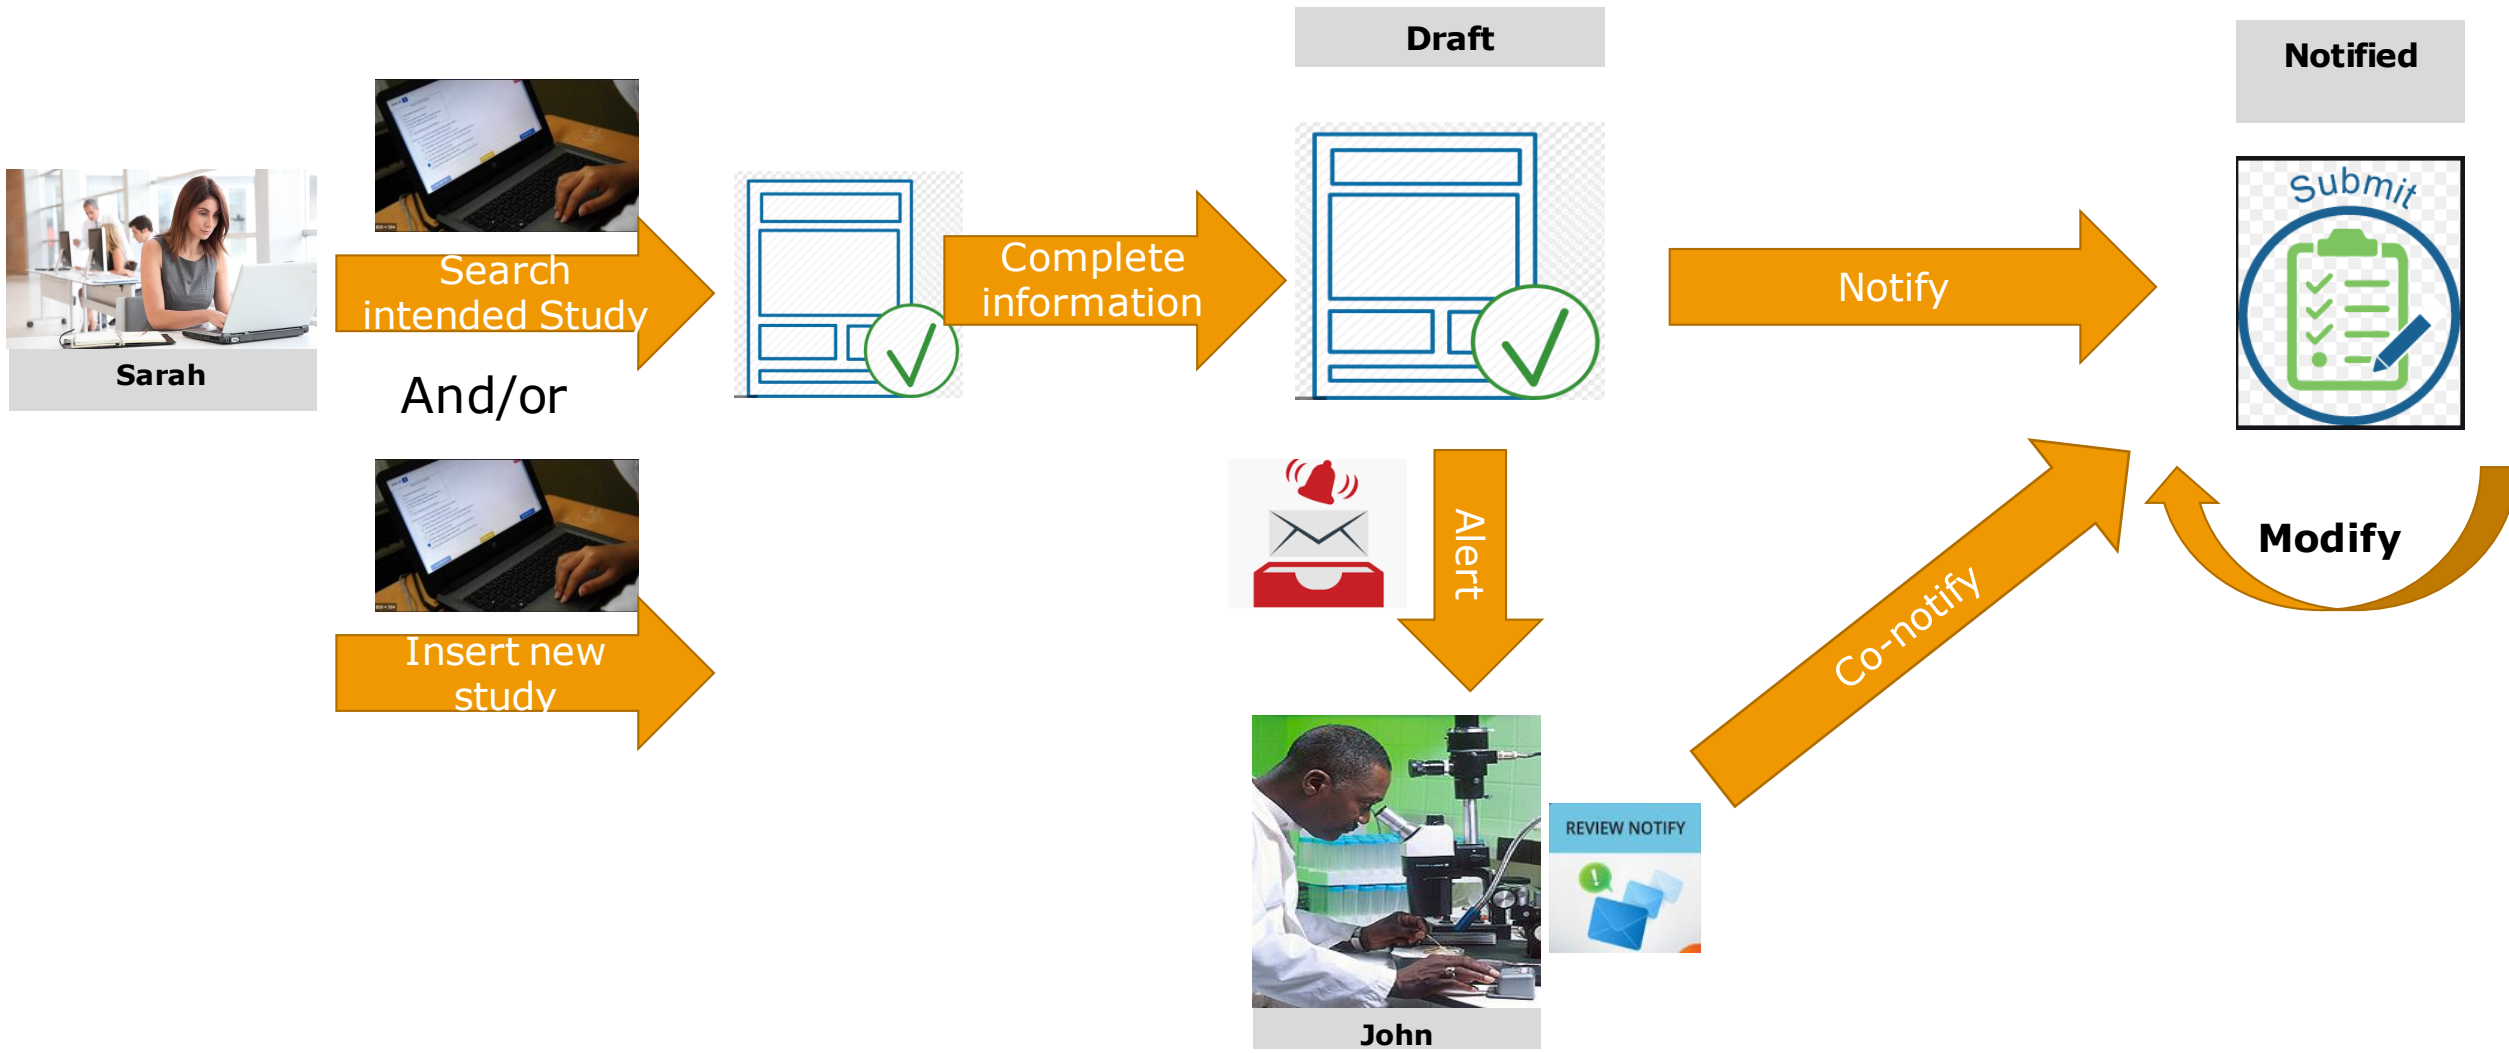 Draft
Notified
Submit
Search
intended Study
Complete
information
Notify
Sarah
And/or
Alert
Modify
Co-notify
Insert new
study
REVIEW NOTIFY
John